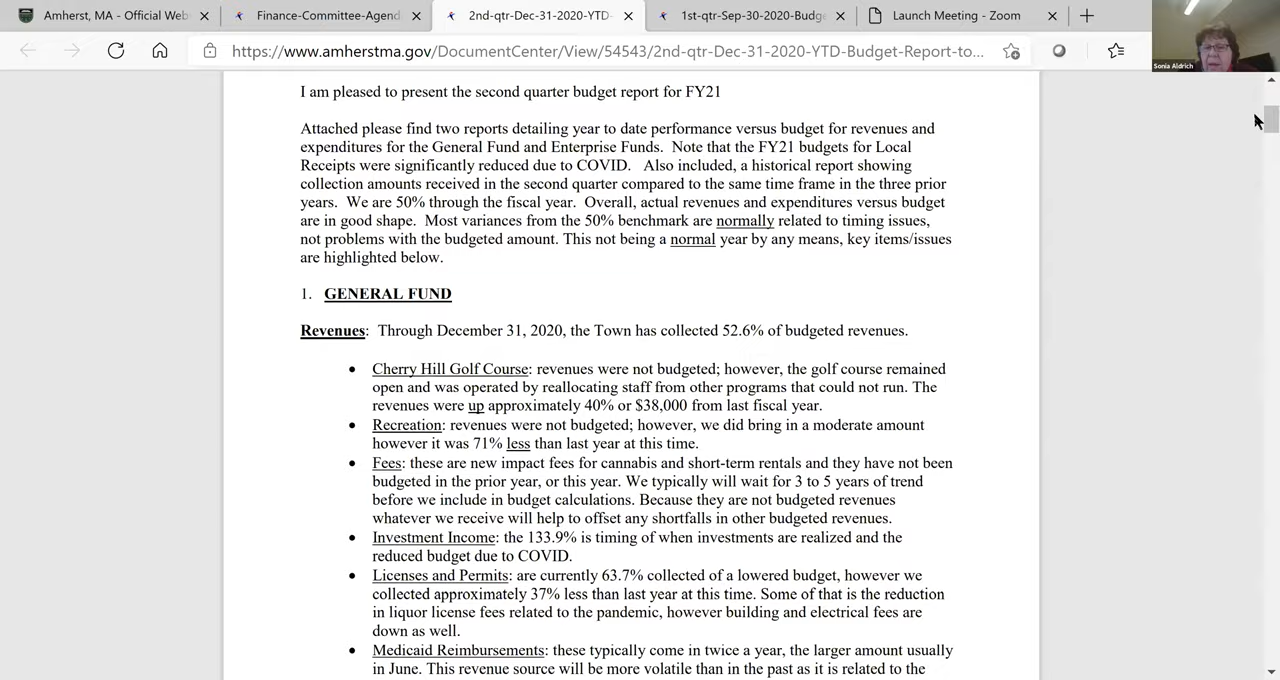 Amherst, MA - Official Web
Finance-Committee-Agend
2nd-qtr-Dec-31-2020-YTD-
1st-qtr-Sep-30-2020-Budge
Launch Meeting - Zoom
https://www.amherstma.gov/DocumentCenter/View/54543/2nd-qtr-Dec-31-2020-YTD-Budget-Report-to...
Sonia Aldrich
I am pleased to present the second quarter budget report for FY21
Attached please find two reports detailing year to date performance versus budget for revenues and
expenditures for the General Fund and Enterprise Funds. Note that the FY21 budgets for Local
Receipts were significantly reduced due to COVID. Also included, a historical report showing
collection amounts received in the second quarter compared to the same time frame in the three prior
years. We are 50% through the fiscal year. Overall, actual revenues and expenditures versus budget
are in good shape. Most variances from the 50% benchmark are normally related to timing issues,
not problems with the budgeted amount. This not being a normal year by any means, key items/issues
are highlighted below.
1. GENERAL FUND
Revenues: Through December 31, 2020, the Town has collected 52.6% of budgeted revenues.
• Cherry Hill Golf Course: revenues were not budgeted; however, the golf course remained
open and was operated by reallocating staff from other programs that could not run. The
revenues were up approximately 40% or $38,000 from last fiscal year.
• Recreation: revenues were not budgeted; however, we did bring in a moderate amount
however it was 71% less than last year at this time.
• Fees: these are new impact fees for cannabis and short-term rentals and they have not been
budgeted in the prior year, or this year. We typically will wait for 3 to 5 years of trend
before we include in budget calculations. Because they are not budgeted revenues
whatever we receive will help to offset any shortfalls in other budgeted revenues.
• Investment Income: the 133.9% is timing of when investments are realized and the
reduced budget due to COVID.
• Licenses and Permits: are currently 63.7% collected of a lowered budget, however we
collected approximately 37% less than last year at this time. Some of that is the reduction
in liquor license fees related to the pandemic, however building and electrical fees are
down as well.
• Medicaid Reimbursements: these typically come in twice a year, the larger amount usually
in June. This revenue source will be more volatile than in the past as it is related to the